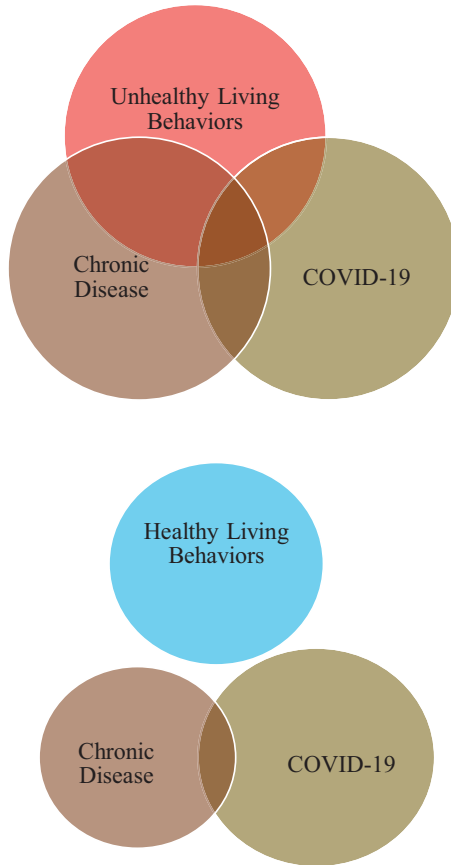 Unhealthy Living
Behaviors
Chronic
Disease
COVID-19
Healthy Living
Behaviors
Chronic
Disease
COVID-19